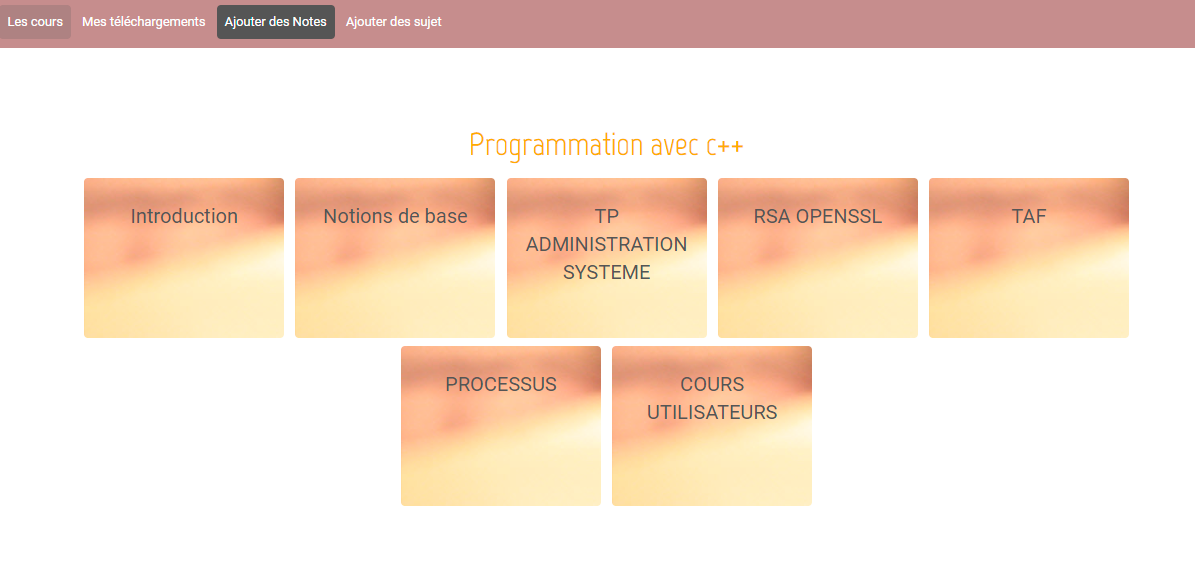 Les cours Mes téléchargements Ajouter des Notes Ajouter des sujet
Programmation avec c++
Introduction
Notions de base
TP
ADMINISTRATION
SYSTEME
RSA OPENSSL
TAF
PROCESSUS
COURS
UTILISATEURS